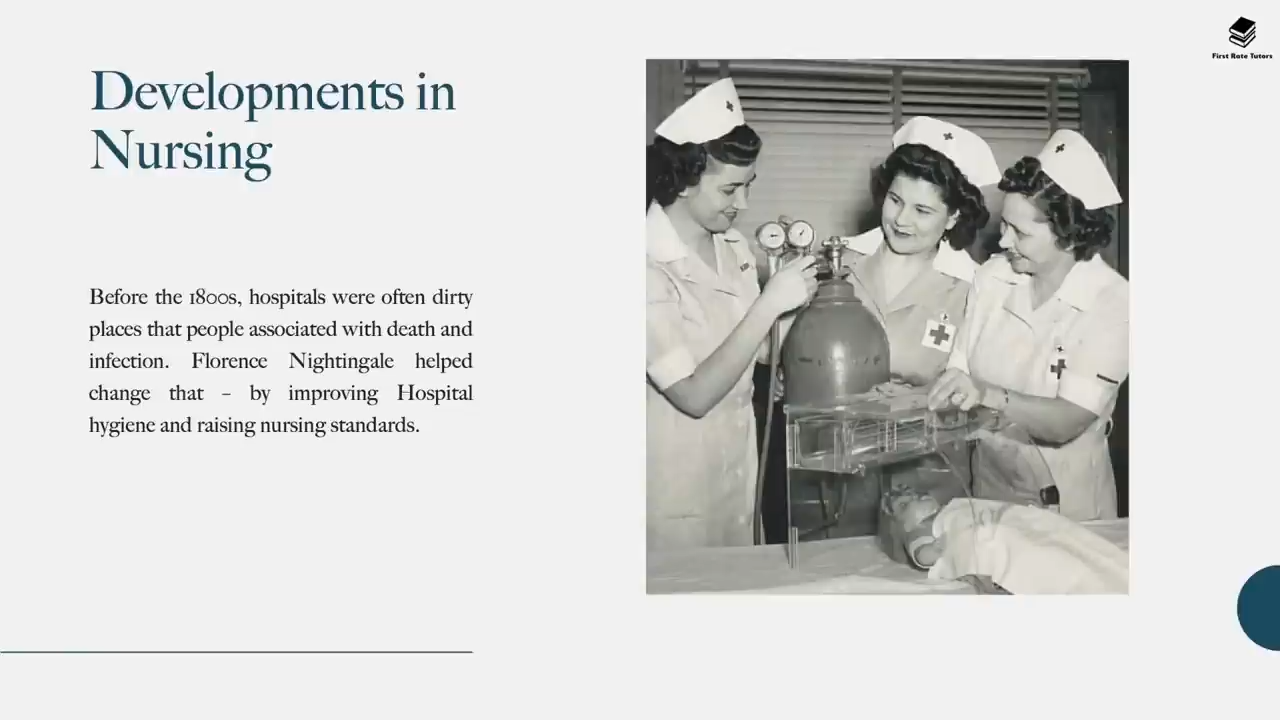 First Rate Tutors
Developments in
Nursing
Before the 1800s, hospitals were often dirty
places that people associated with death and
infection. Florence Nightingale helped
change that – by improving Hospital
hygiene and raising nursing standards.